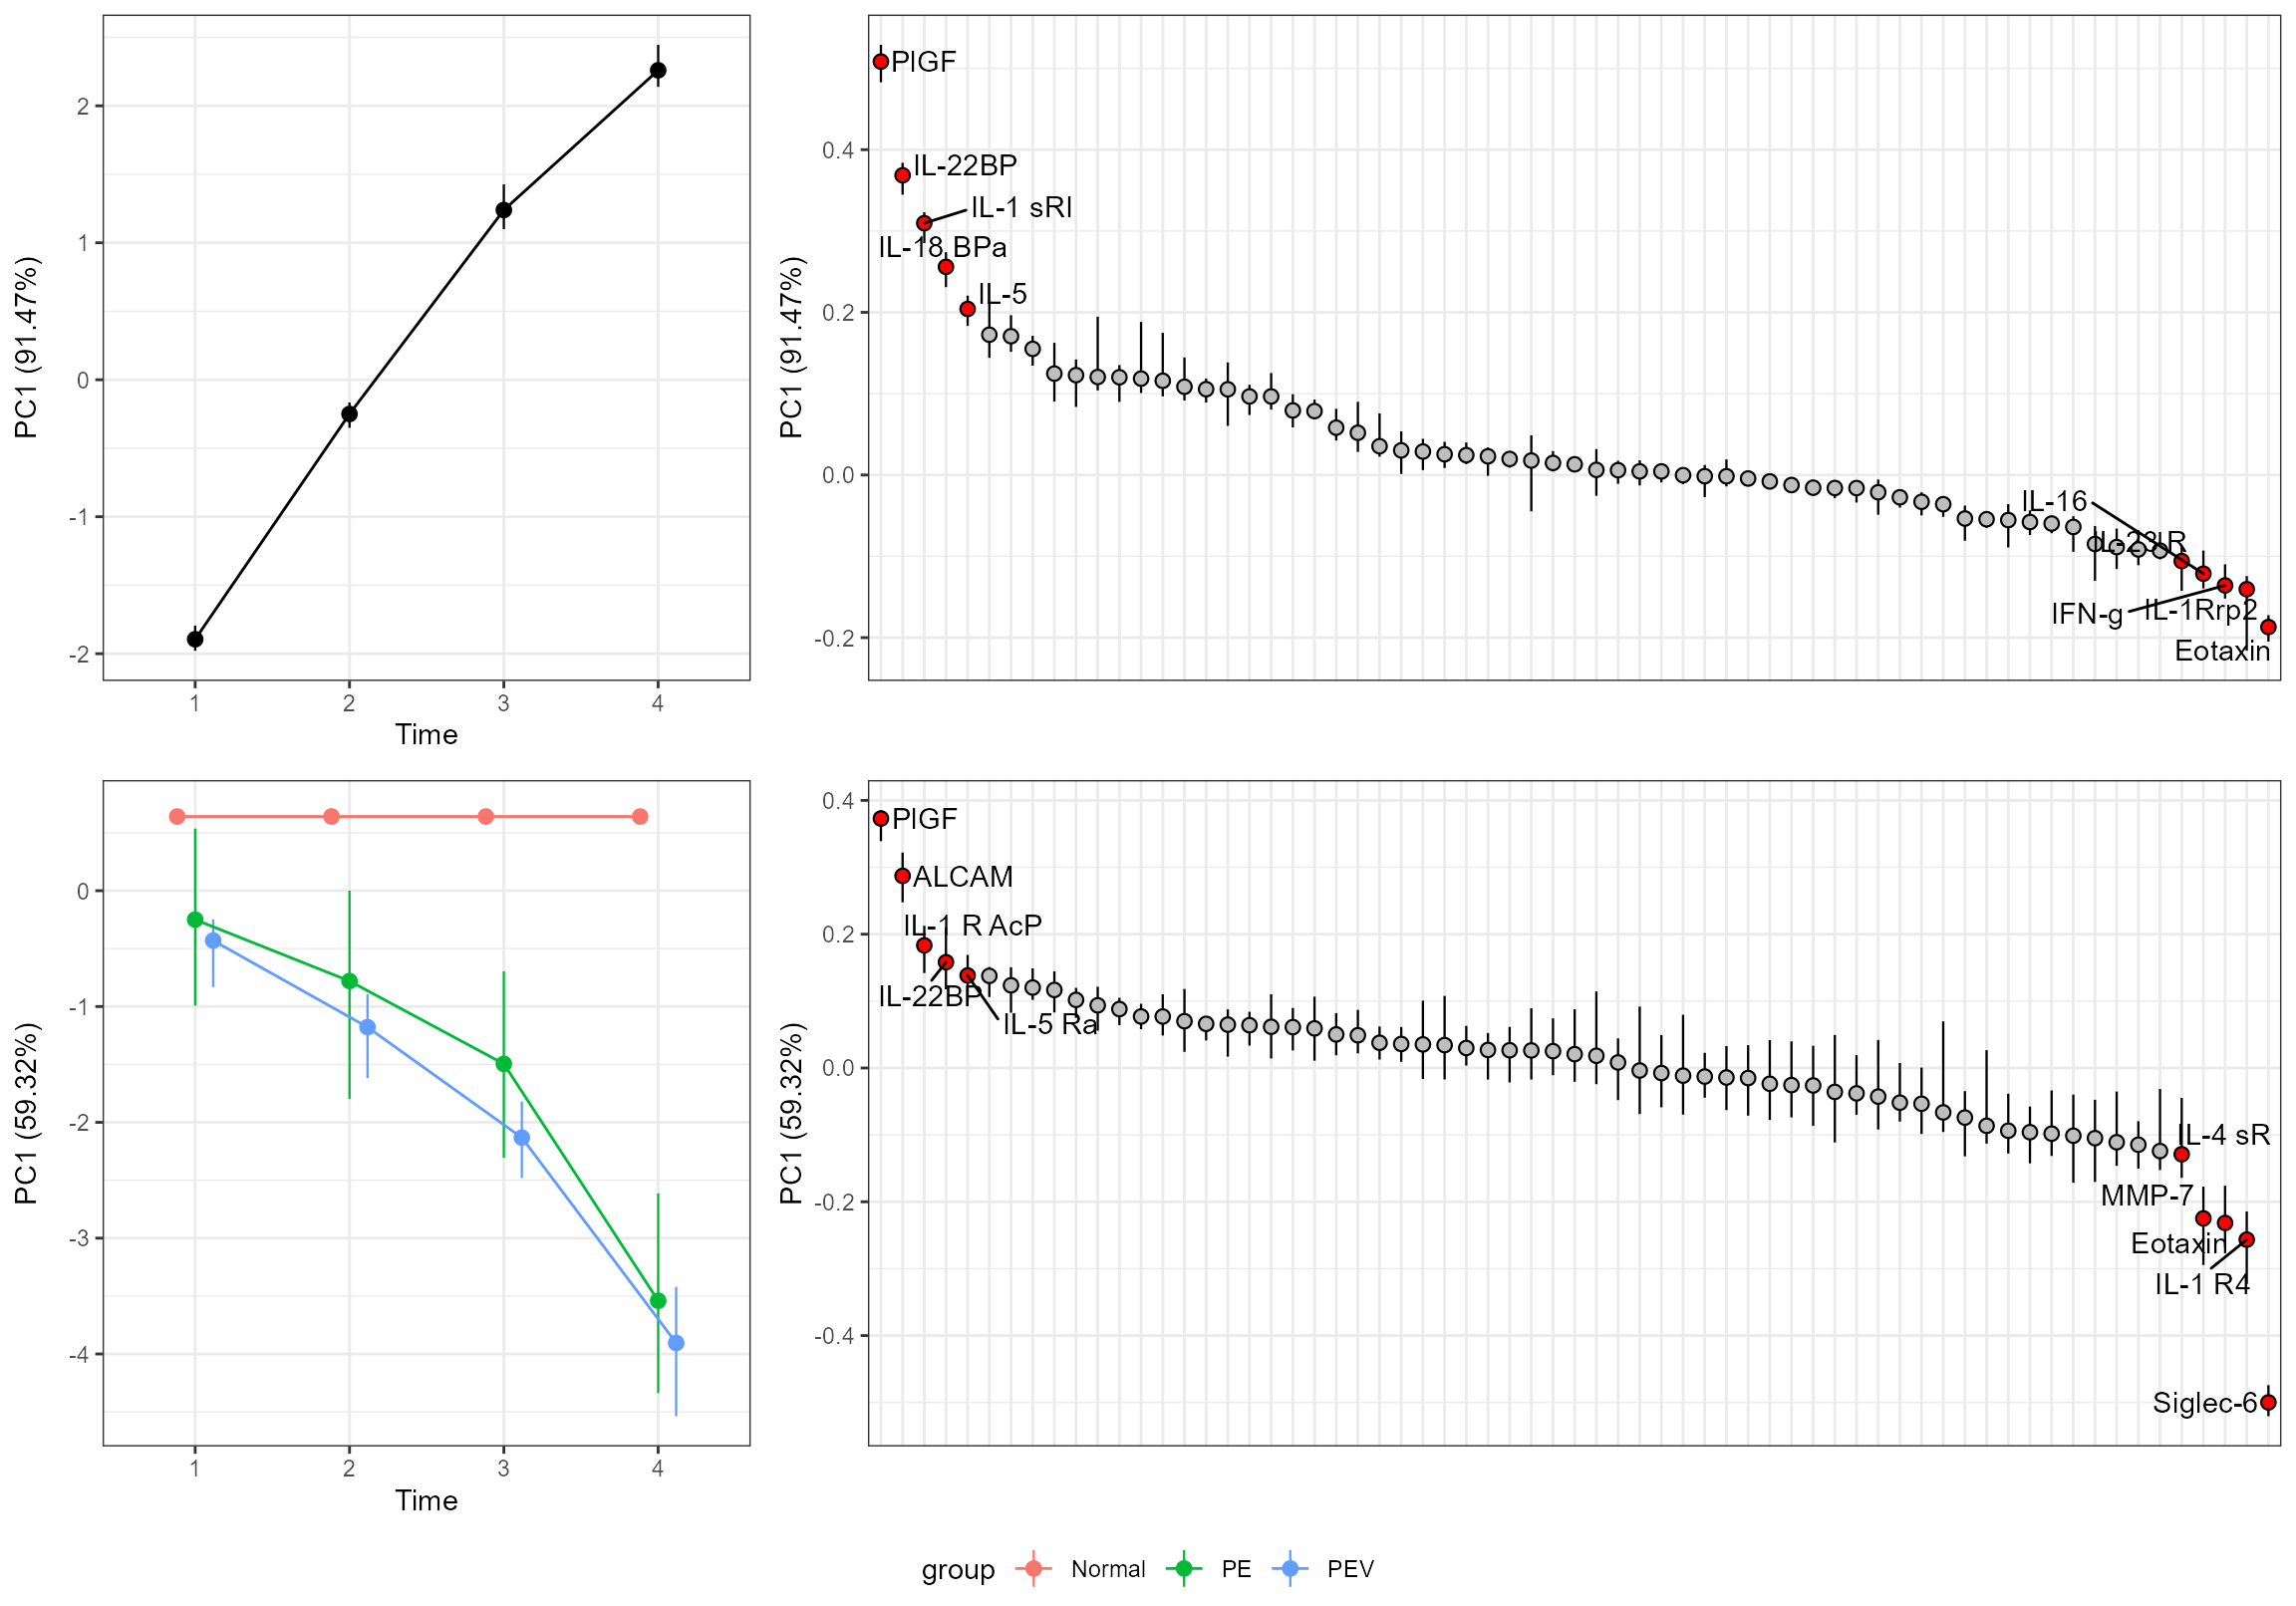 PC1 (91.47%)
2
1
0
-1
-2
1 2 3 4
Time
PC1 (91.47%)
0.4
0.2
0.0
-0.2
PlGF
IL-22BP
IL-1 sRI
IL-18 BPa
IL-5
IL-16
IL-23 R
IFN-g
IL-1Rrp2
Eotaxin
PC1 (59.32%)
0
-1
-2
-3
-4
1 2 3 4
Time
PC1 (59.32%)
0.4
0.2
0.0
-0.2
-0.4
PlGF
ALCAM
IL-1 R AcP
IL-22BP
IL-5 Ra
IL-4 sR
MMP-7
Eotaxin
IL-1 R4
Siglec-6
group Normal PE PEV